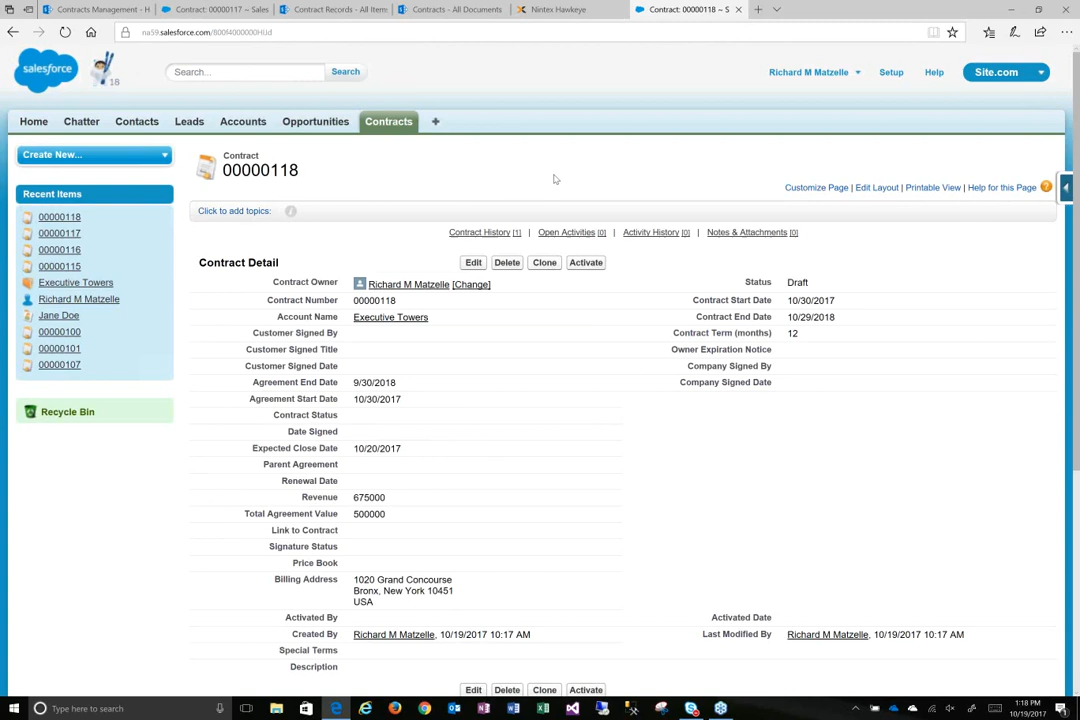 Contracts Management - H
Contract: 00000117 ~ Sales
Contract Records - All Item
Contracts - All Documents
Nintex Hawkeye
Contract: 00000118 ~ S
na59.salesforce.com/800f4000000HiJd
salesforce
18
Search...
Search
Richard M Matzelle
Setup
Help
Site.com
Home
Chatter
Contacts
Leads
Accounts
Opportunities
Contracts
Create New...
Contract
00000118
Customize Page | Edit Layout | Printable View | Help for this Page
Recent Items
00000118
00000117
00000116
00000115
Executive Towers
Richard M Matzelle
Jane Doe
00000100
00000101
00000107
Recycle Bin
Click to add topics:
Contract History [1] | Open Activities [0] | Activity History [0] | Notes & Attachments [0]
Contract Detail
Edit Delete Clone Activate
Contract Owner Richard M Matzelle [Change] Status Draft
Contract Number 00000118 Contract Start Date 10/30/2017
Account Name Executive Towers Contract End Date 10/29/2018
Customer Signed By Contract Term (months) 12
Customer Signed Title Owner Expiration Notice
Customer Signed Date Company Signed By
Agreement End Date 9/30/2018 Company Signed Date
Agreement Start Date 10/30/2017
Contract Status
Date Signed
Expected Close Date 10/20/2017
Parent Agreement
Renewal Date
Revenue 675000
Total Agreement Value 500000
Link to Contract
Signature Status
Price Book
Billing Address 1020 Grand Concourse
Bronx, New York 10451
USA
Activated By Activated Date
Created By Richard M Matzelle, 10/19/2017 10:17 AM Last Modified By Richard M Matzelle, 10/19/2017 10:17 AM
Special Terms
Description
Edit Delete Clone Activate
Type here to search
1:18 PM
10/19/2017